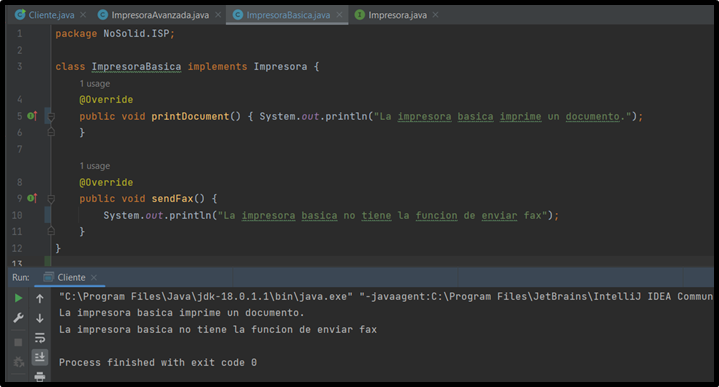 Cliente.java ImpresoraAvanzada.java ImpresoraBasica.java Impresora.java
1 package NoSolid.ISP;
2
3 class ImpresoraBasica implements Impresora {
1 usage
4 @Override
5 public void printDocument() { System.out.println("La impresora basica imprime un documento.");
6 }
7
1 usage
8 @Override
9 public void sendFax() {
10 System.out.println("La impresora basica no tiene la funcion de enviar fax");
11 }
12 }
13
Run: Cliente
"C:\Program Files\Java\jdk-18.0.1.1\bin\java.exe" "-javaagent:C:\Program Files\JetBrains\IntelliJ IDEA Commun
La impresora basica imprime un documento.
La impresora basica no tiene la funcion de enviar fax
Process finished with exit code 0